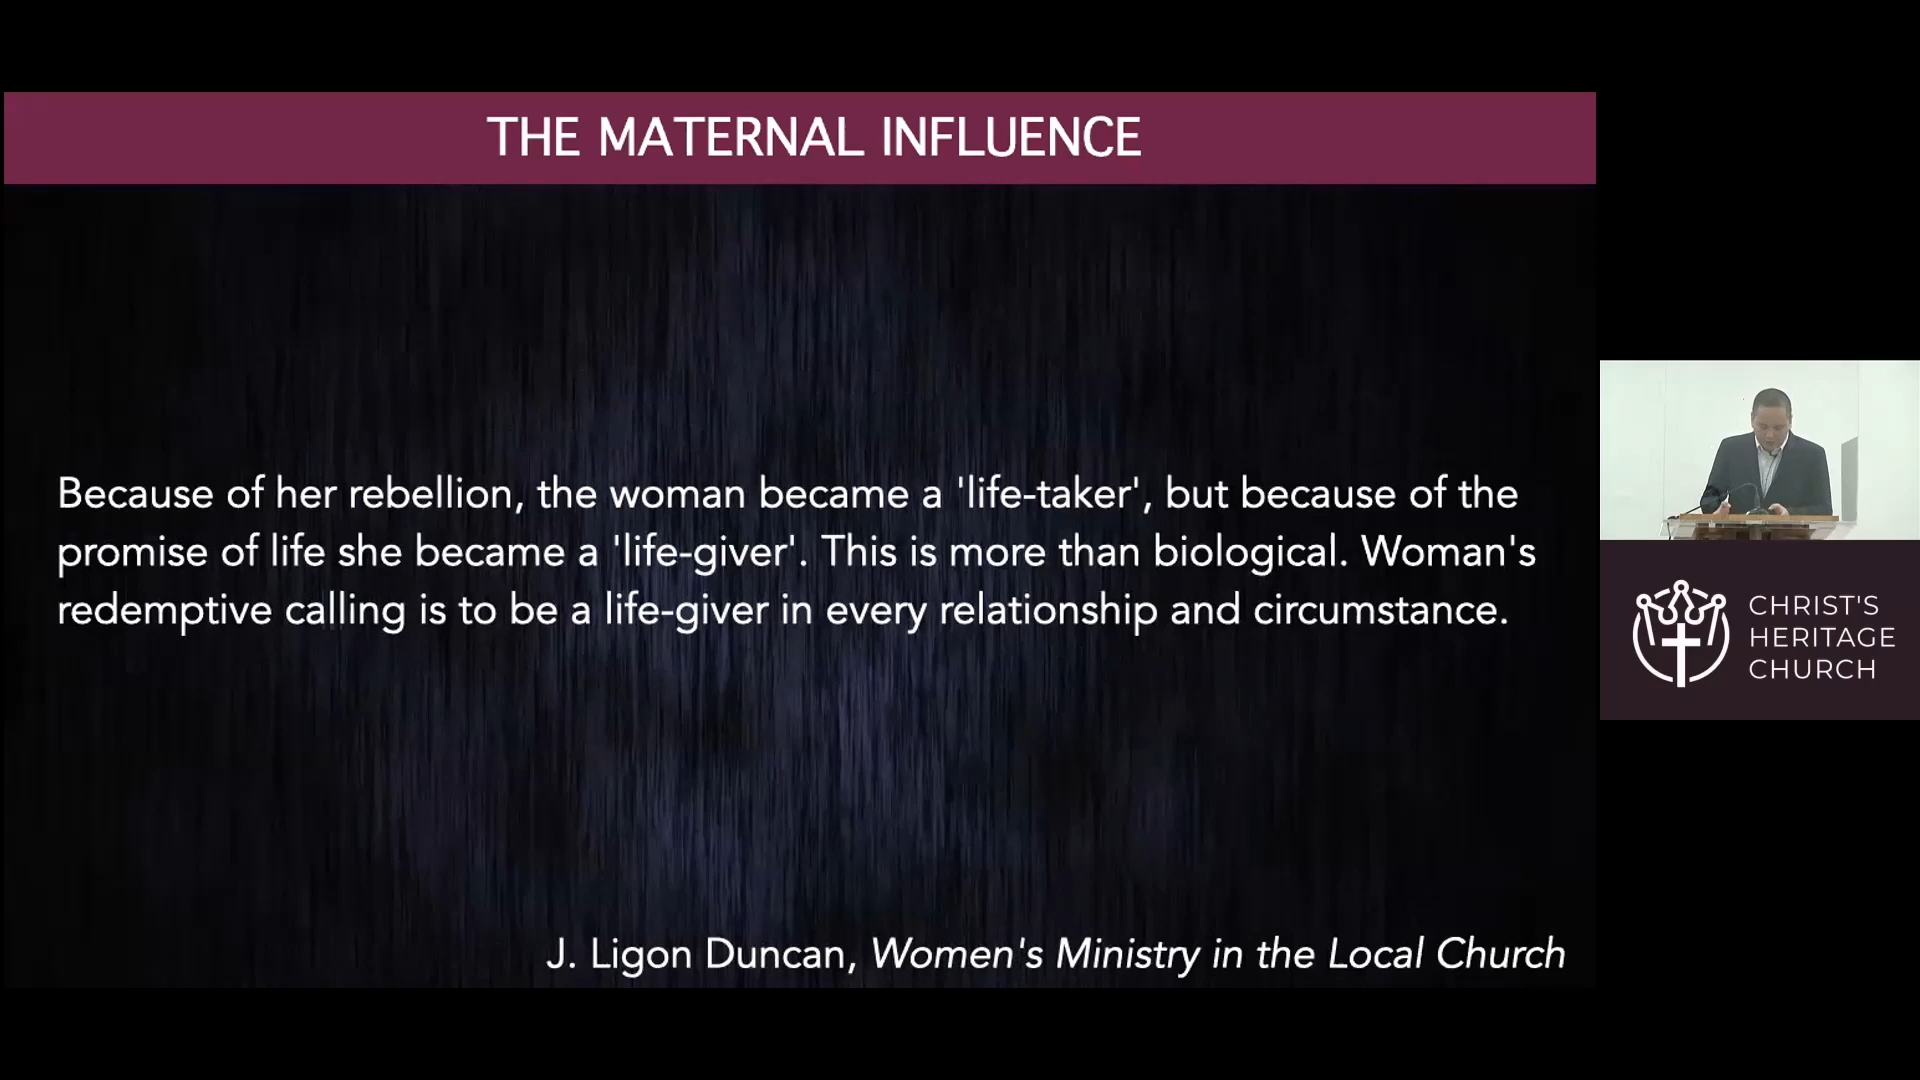 THE MATERNAL INFLUENCE
Because of her rebellion, the woman became a 'life-taker', but because of the
promise of life she became a 'life-giver'. This is more than biological. Woman's
redemptive calling is to be a life-giver in every relationship and circumstance.
J. Ligon Duncan, Women's Ministry in the Local Church
CHRIST'S
HERITAGE
CHURCH